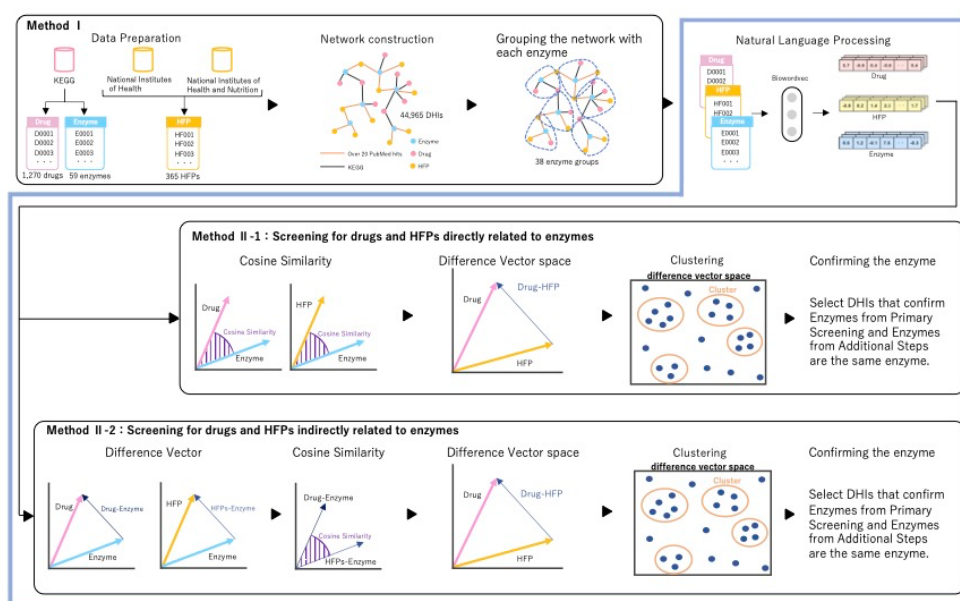 Method Ⅰ
Data Preparation
KEGG
National Institutes
of Health
National Institutes of
Health and Nutrition
Drug
D0001
D0002
D0003
. . .
1,270 drugs
Enzyme
E0001
E0002
E0003
. . .
59 enzymes
HFP
HF001
HF002
HF003
. . .
365 HFPs
Network construction
44,965 DHIs
Over 20 PubMed hits
KEGG
Enzyme
Drug
HFP
Grouping the network with
each enzyme
38 enzyme groups
Natural Language Processing
Drug
D0001
D0002
HFP
HF001
HF002
Enzyme
E0001
E0002
E0003
. . .
Biowordvec
Drug
HFP
Enzyme
Method Ⅱ-1 : Screening for drugs and HFPs directly related to enzymes
Cosine Similarity
Drug
Cosine Similarity
Enzyme
HFP
Cosine Similarity
Enzyme
Difference Vector space
Drug
Drug-HFP
HFP
Clustering
difference vector space
Cluster
Confirming the enzyme
Select DHIs that confirm
Enzymes from Primary
Screening and Enzymes
from Additional Steps
are the same enzyme.
Method Ⅱ-2 : Screening for drugs and HFPs indirectly related to enzymes
Difference Vector
Drug
Drug-Enzyme
Enzyme
HFP
HFPs-Enzyme
Enzyme
Cosine Similarity
Drug-Enzyme
Cosine Similarity
HFPs-Enzyme
Difference Vector space
Drug
Drug-HFP
HFP
Clustering
difference vector space
Cluster
Confirming the enzyme
Select DHIs that confirm
Enzymes from Primary
Screening and Enzymes
from Additional Steps
are the same enzyme.